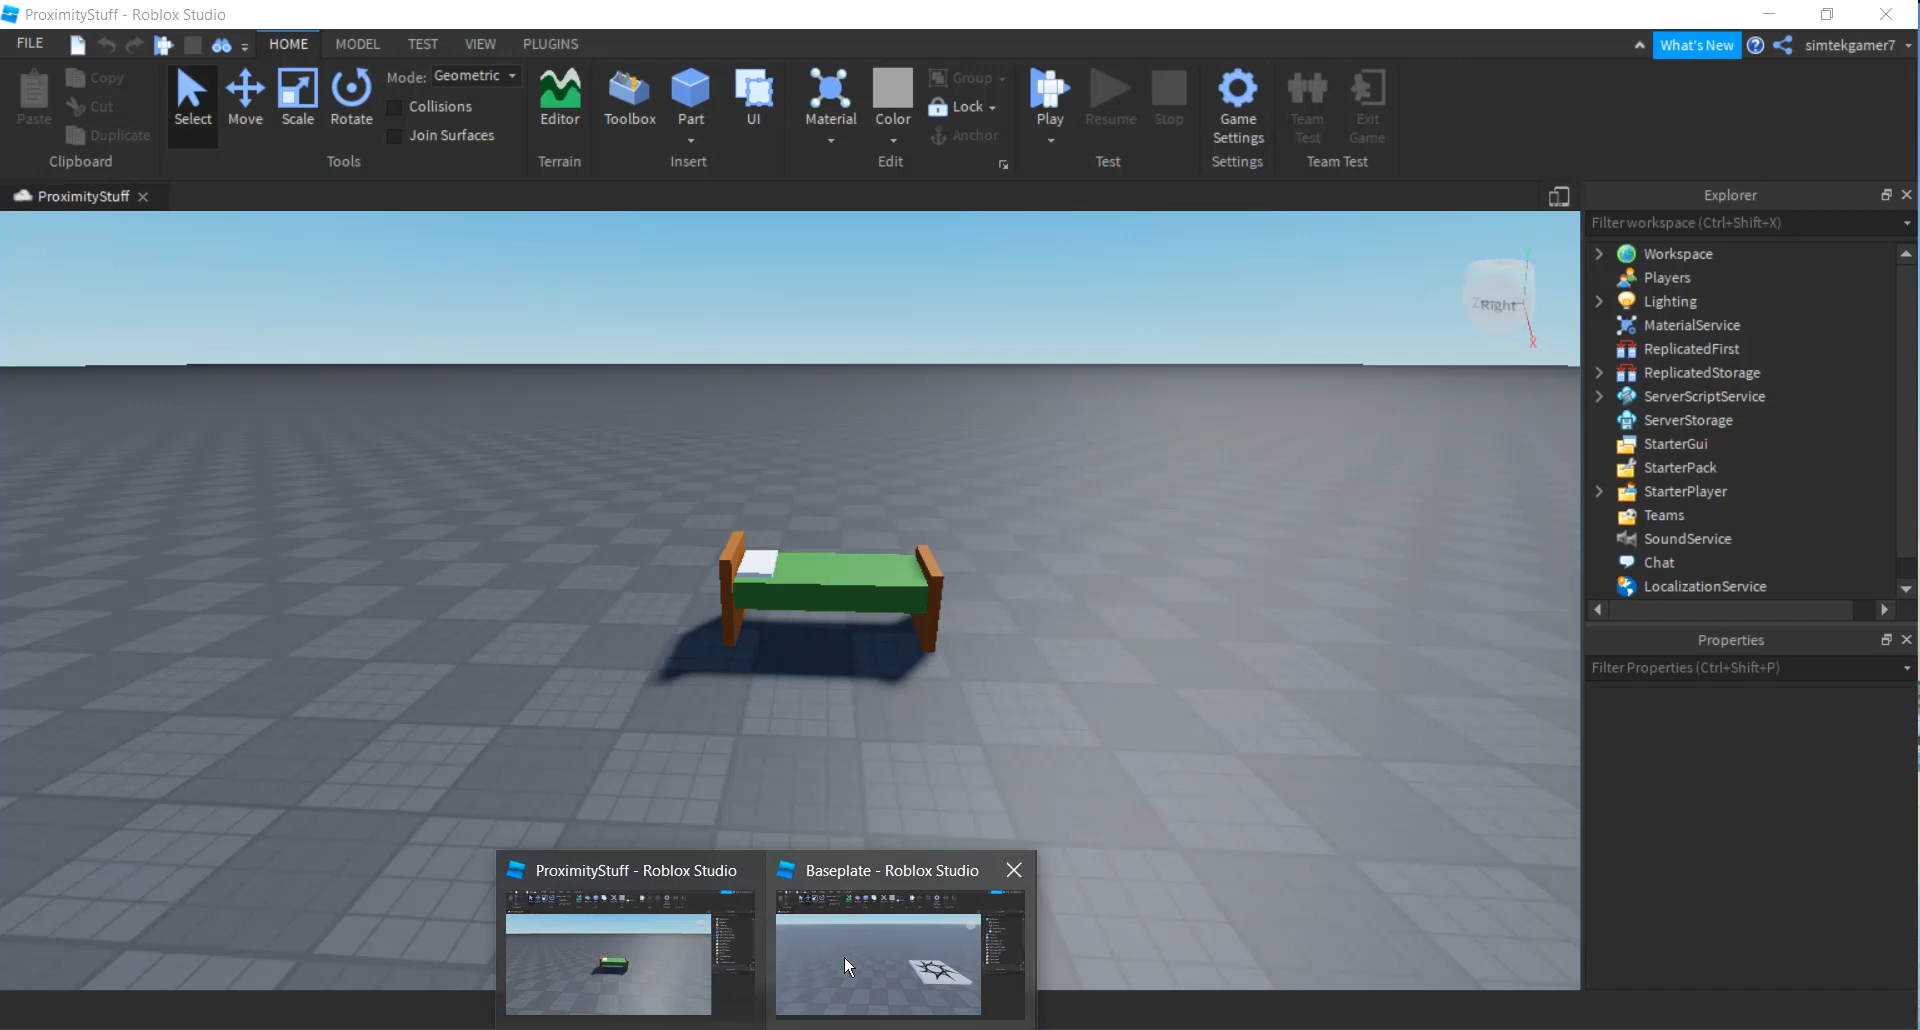 ProximityStuff - Roblox Studio
FILE
HOME
MODEL
TEST
VIEW
PLUGINS
What's New
simtekgamer7
Paste
Copy
Cut
Duplicate
Clipboard
Select
Move
Scale
Rotate
Mode: Geometric
Collisions
Join Surfaces
Tools
Editor
Terrain
Toolbox
Part
UI
Insert
Material
Color
Group
Lock
Anchor
Edit
Play
Resume
Stop
Test
Game
Settings
Settings
Team
Test
Exit
Game
Team Test
ProximityStuff
Z
Right
X
Explorer
Filter workspace (Ctrl+Shift+X)
Workspace
Players
Lighting
MaterialService
ReplicatedFirst
ReplicatedStorage
ServerScriptService
ServerStorage
StarterGui
StarterPack
StarterPlayer
Teams
SoundService
Chat
LocalizationService
Properties
Filter Properties (Ctrl+Shift+P)
ProximityStuff - Roblox Studio
Baseplate - Roblox Studio